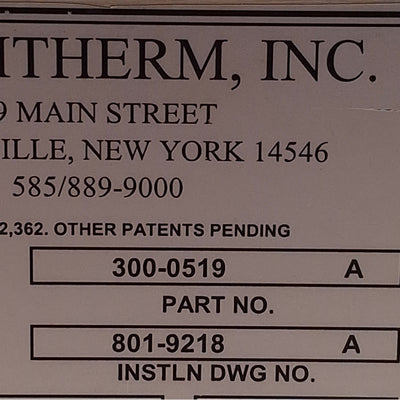 ITHERM, INC.
9 MAIN STREET
ILLE, NEW YORK 14546
585/889-9000
2,362. OTHER PATENTS PENDING
300-0519 A
PART NO.
801-9218 A
INSTLN DWG NO.